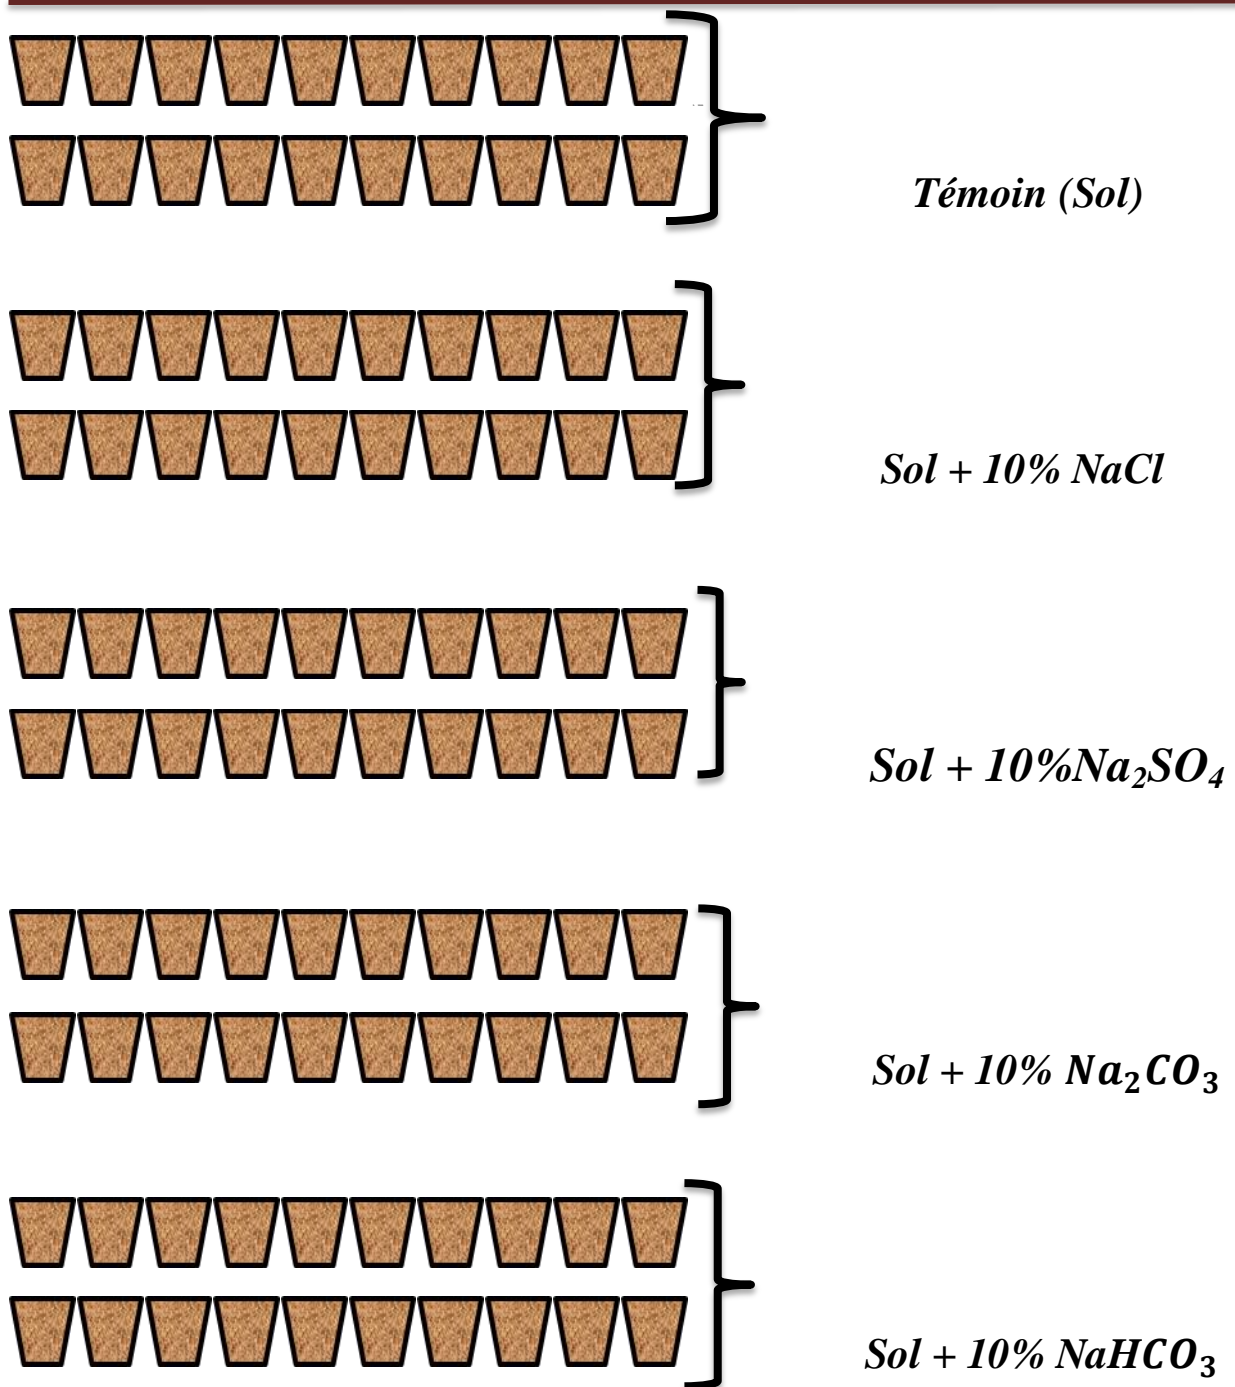 Témoin (Sol)
Sol + 10% NaCl
Sol + 10%Na₂SO₄
Sol + 10% Na₂CO₃
Sol + 10% NaHCO₃